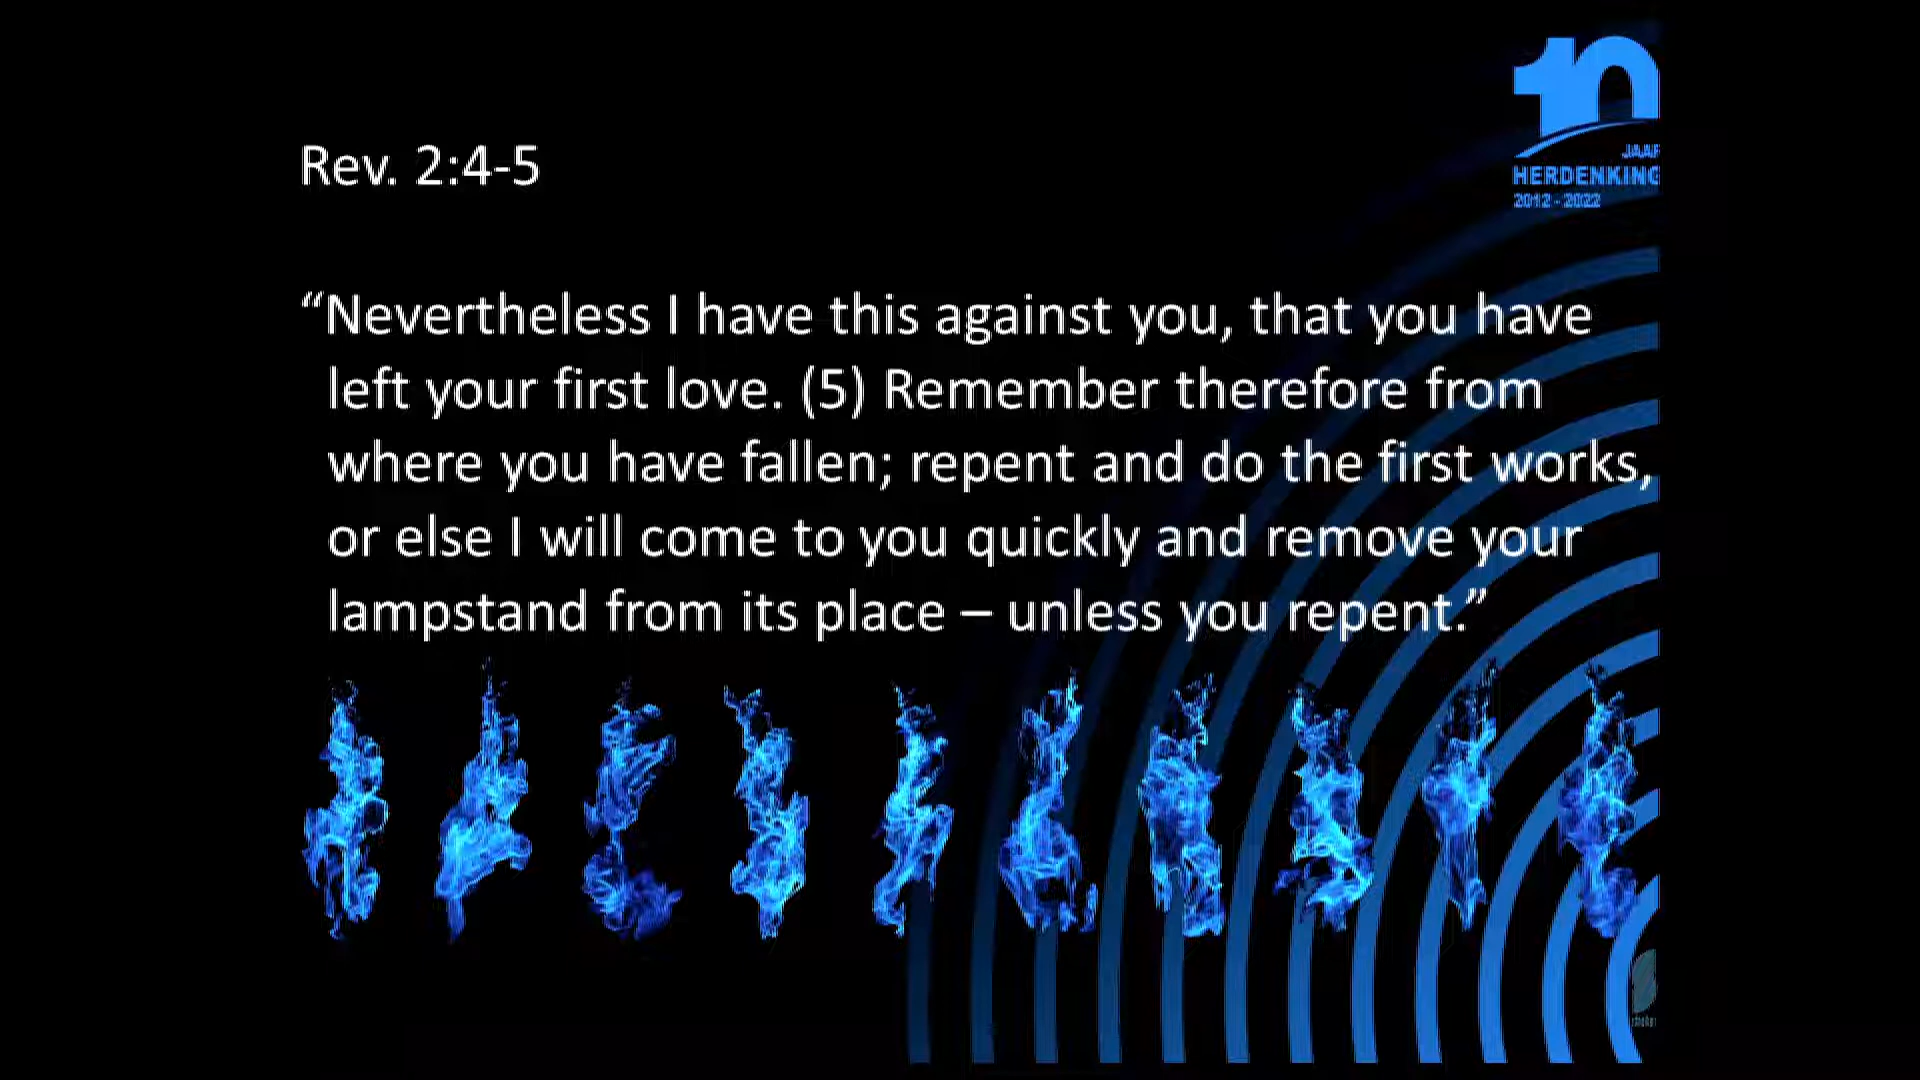 10
JAAR
HERDENKING
2012 - 2022
Rev. 2:4-5
“Nevertheless I have this against you, that you have
left your first love. (5) Remember therefore from
where you have fallen; repent and do the first works,
or else I will come to you quickly and remove your
lampstand from its place – unless you repent.”